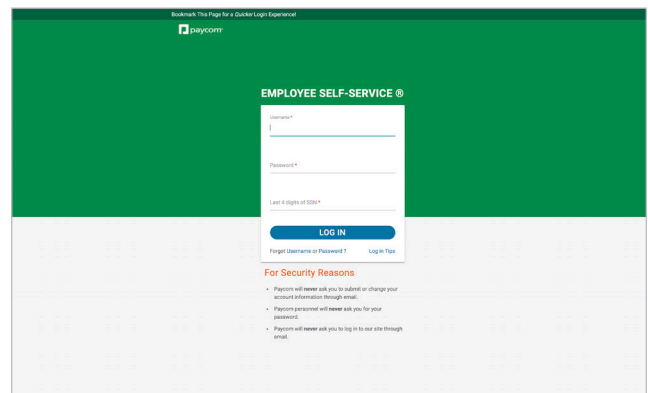 Bookmark This Page for a Quicker Login Experience!
paycom®
EMPLOYEE SELF-SERVICE ®
Username *
Password *
Last 4 digits of SSN *
LOG IN
Forgot Username or Password ? Log in Tips
For Security Reasons
• Paycom will never ask you to submit or change your
account information through email.
• Paycom personnel will never ask you for your
password.
• Paycom will never ask you to log in to our site through
email.